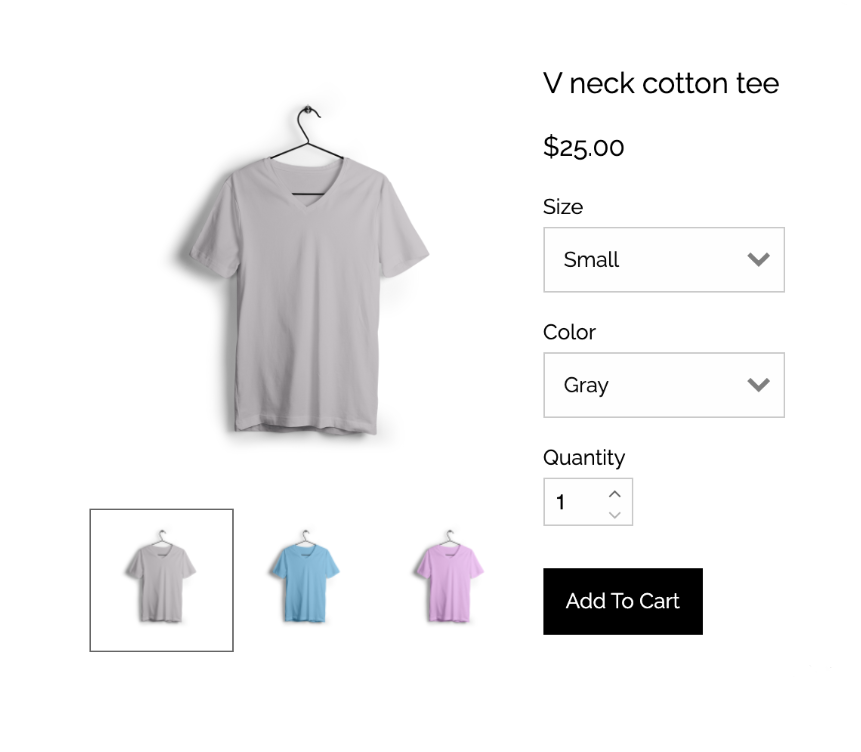 V neck cotton tee
$25.00
Size
Small
Color
Gray
Quantity
1
Add To Cart